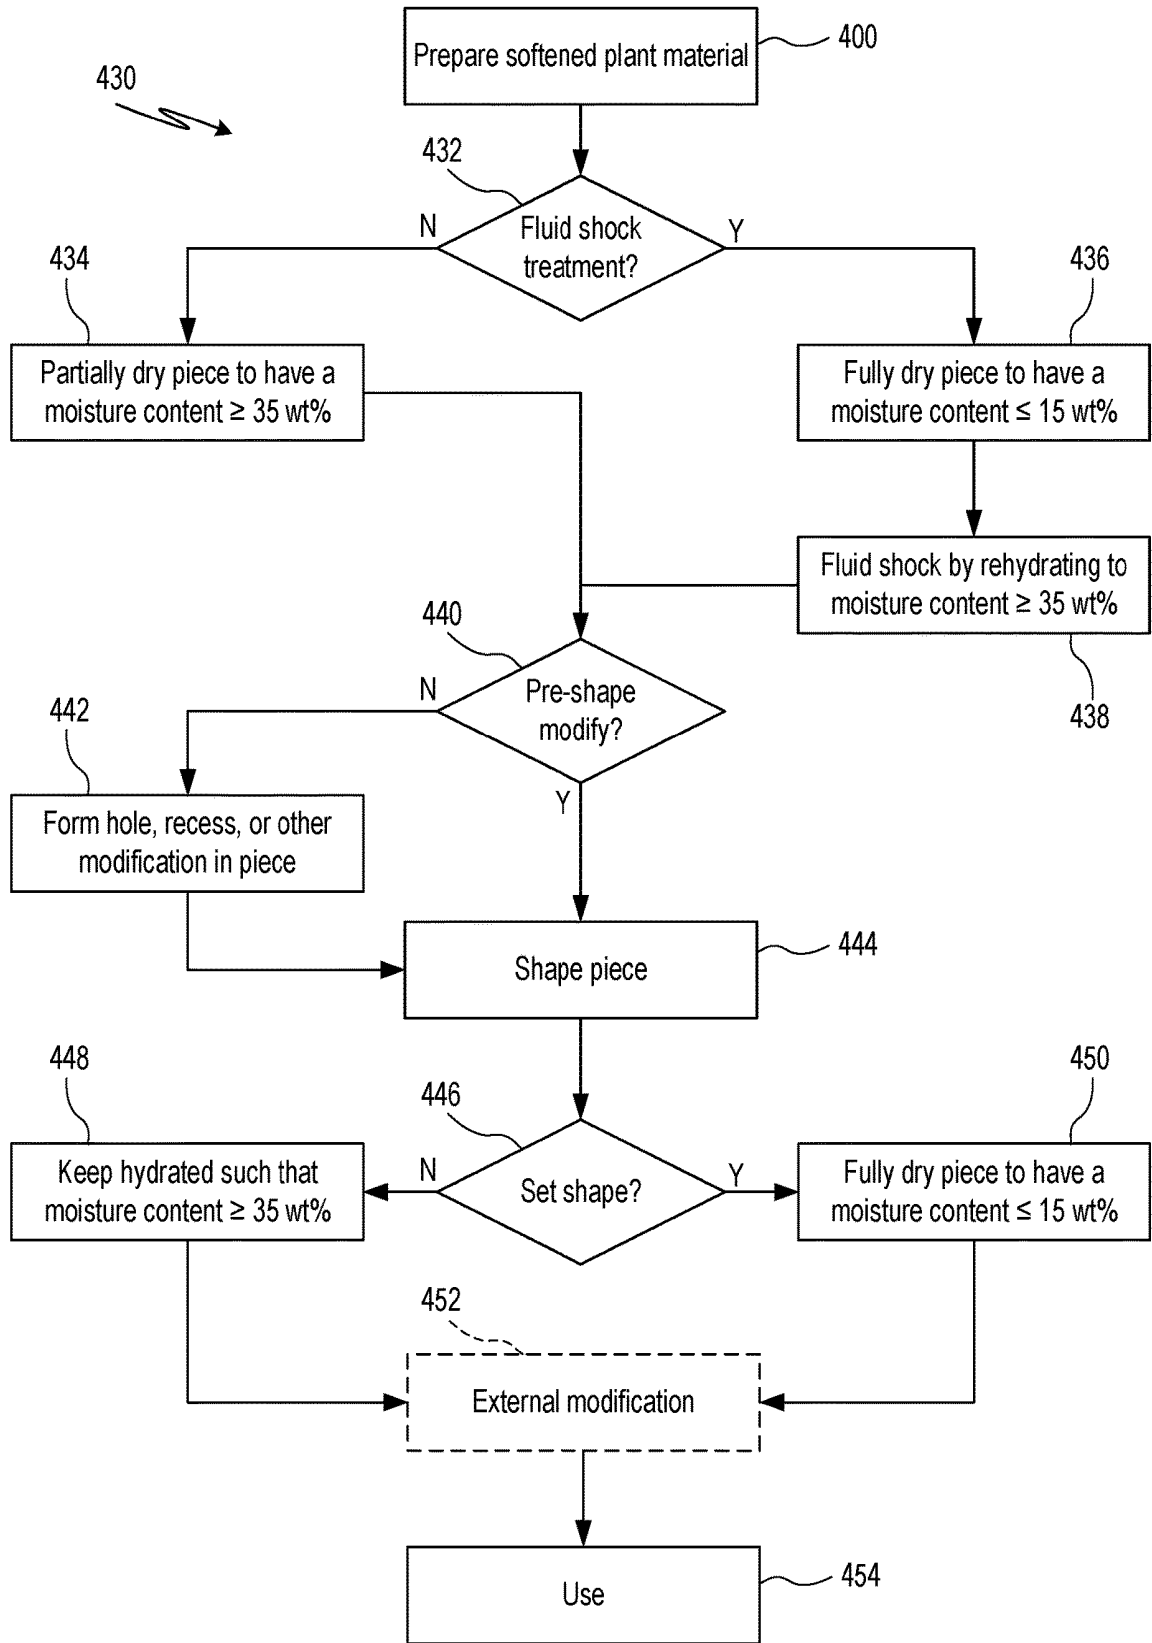 Prepare softened plant material
400
430
432
N
Fluid shock
treatment?
Y
434
436
Partially dry piece to have a
moisture content ≥ 35 wt%
Fully dry piece to have a
moisture content ≤ 15 wt%
Fluid shock by rehydrating to
moisture content ≥ 35 wt%
438
440
N
Pre-shape
modify?
Y
442
Form hole, recess, or other
modification in piece
Shape piece
444
446
448
450
Keep hydrated such that
moisture content ≥ 35 wt%
N
Set shape?
Y
Fully dry piece to have a
moisture content ≤ 15 wt%
452
External modification
Use
454